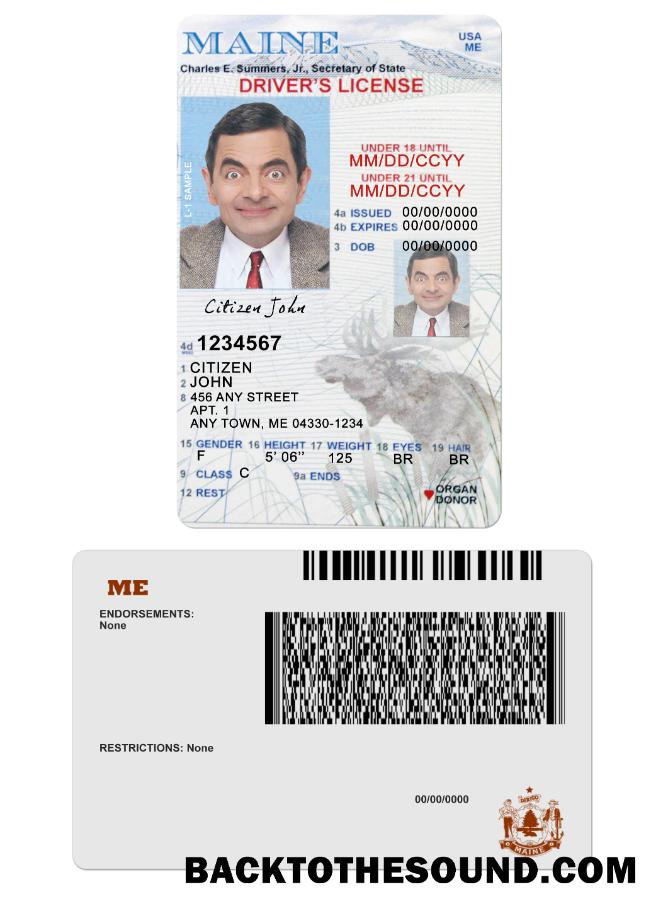 MAINE
USA
ME
Charles E. Summers, Jr., Secretary of State
DRIVER'S LICENSE
L-1 SAMPLE
UNDER 18 UNTIL
MM/DD/CCYY
UNDER 21 UNTIL
MM/DD/CCYY
4a ISSUED 00/00/0000
4b EXPIRES 00/00/0000
3 DOB 00/00/0000
Citizen John
4d 1234567
1 CITIZEN
2 JOHN
8 456 ANY STREET
APT. 1
ANY TOWN, ME 04330-1234
15 GENDER 16 HEIGHT 17 WEIGHT 18 EYES 19 HAIR
F 5' 06" 125 BR BR
9 CLASS C 9a ENDS
12 REST
ORGAN
DONOR
ME
ENDORSEMENTS:
None
RESTRICTIONS: None
00/00/0000
DIRIGO
MAINE
BACKTOTHESOUND.COM